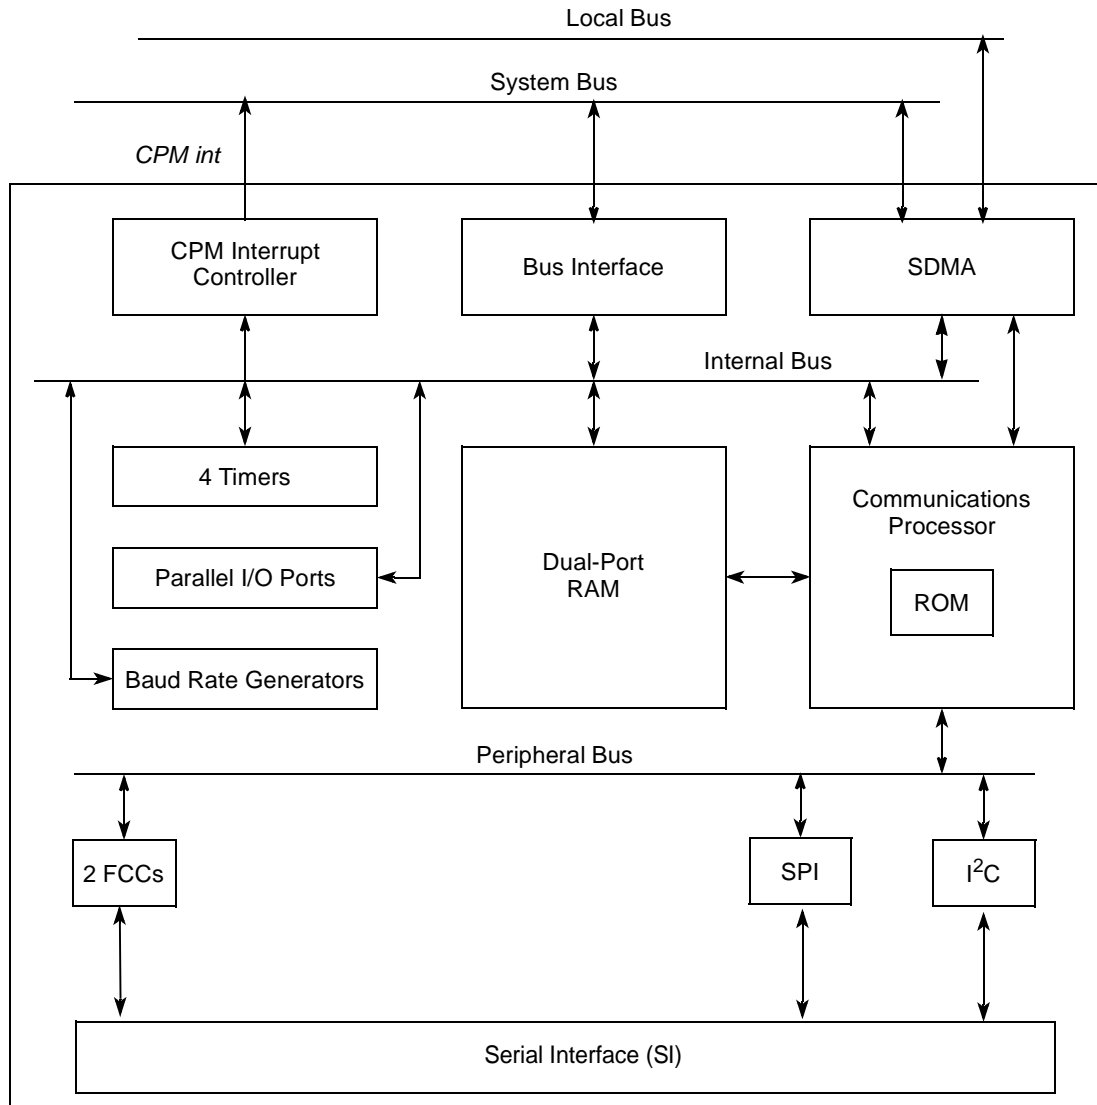 Local Bus
System Bus
CPM int
CPM Interrupt
Controller
Bus Interface
SDMA
Internal Bus
4 Timers
Parallel I/O Ports
Baud Rate Generators
Dual-Port
RAM
Communications
Processor
ROM
Peripheral Bus
2 FCCs
SPI
I²C
Serial Interface (SI)